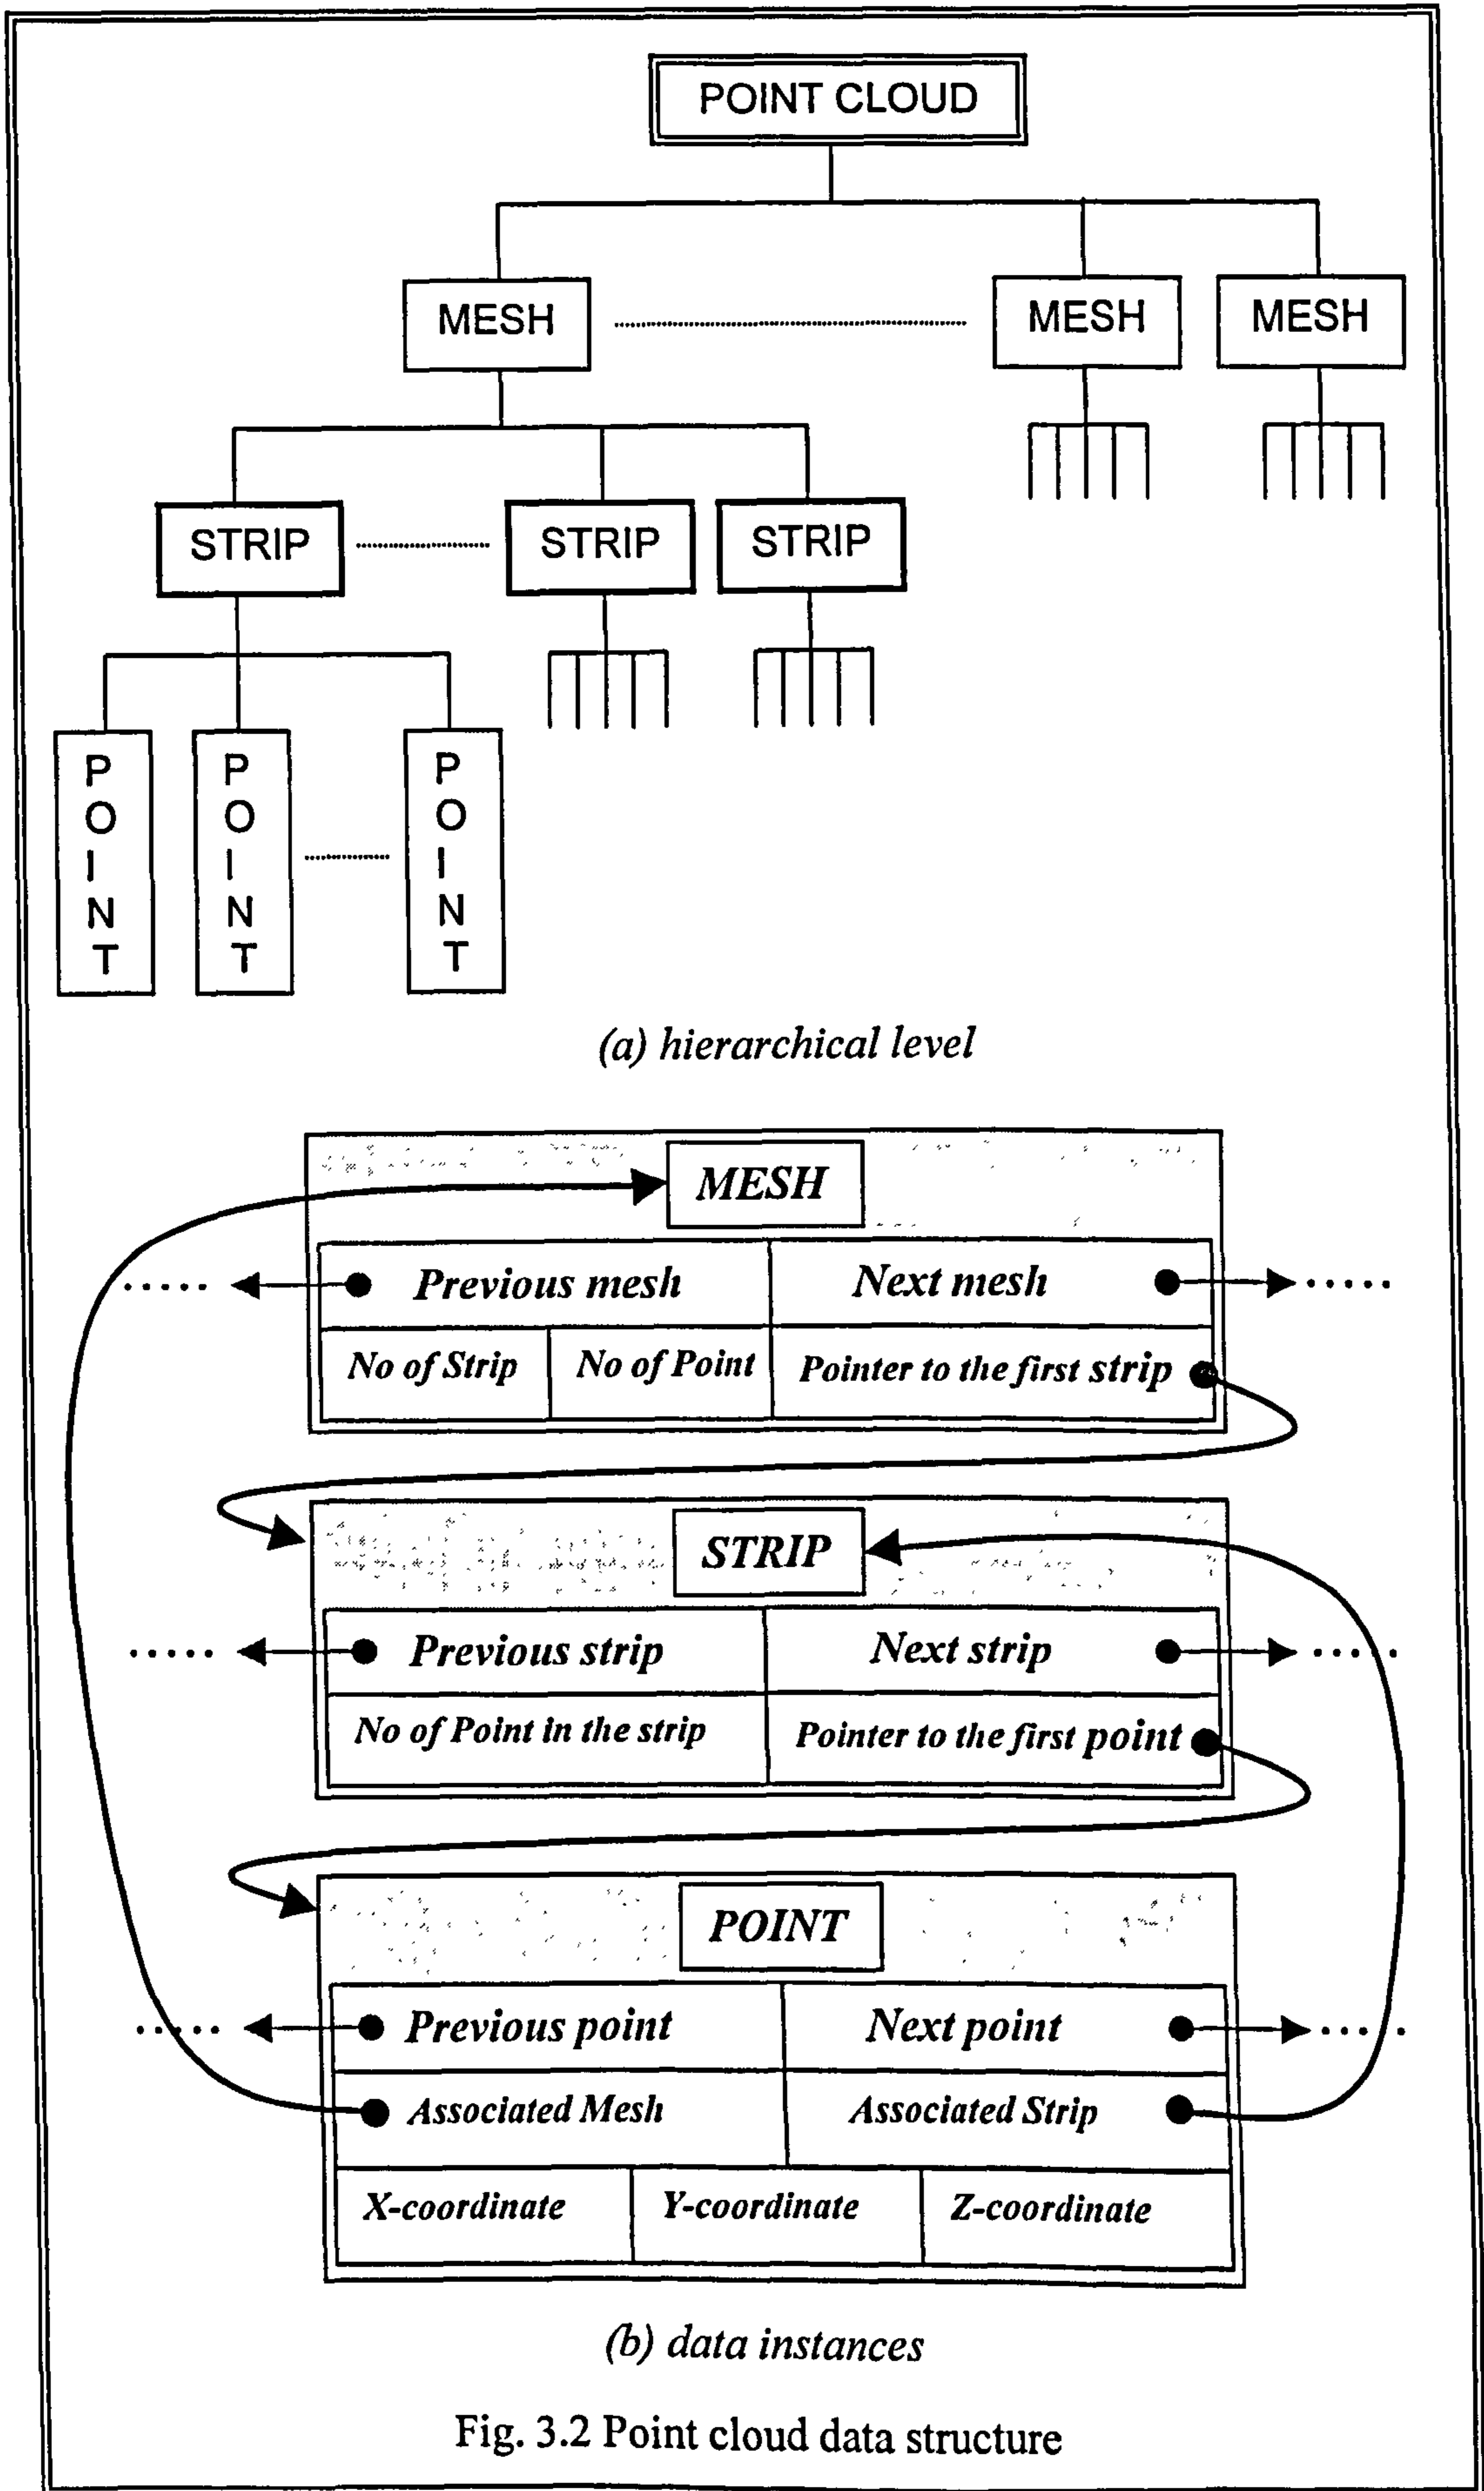 POINT CLOUD
MESH MESH MESH
STRIP STRIP STRIP
POINT POINT POINT
(a) hierarchical level
MESH
Previous mesh Next mesh
No of Strip No of Point Pointer to the first strip
STRIP
Previous strip Next strip
No of Point in the strip Pointer to the first point
POINT
Previous point Next point
Associated Mesh Associated Strip
X-coordinate Y-coordinate Z-coordinate
(b) data instances
Fig. 3.2 Point cloud data structure